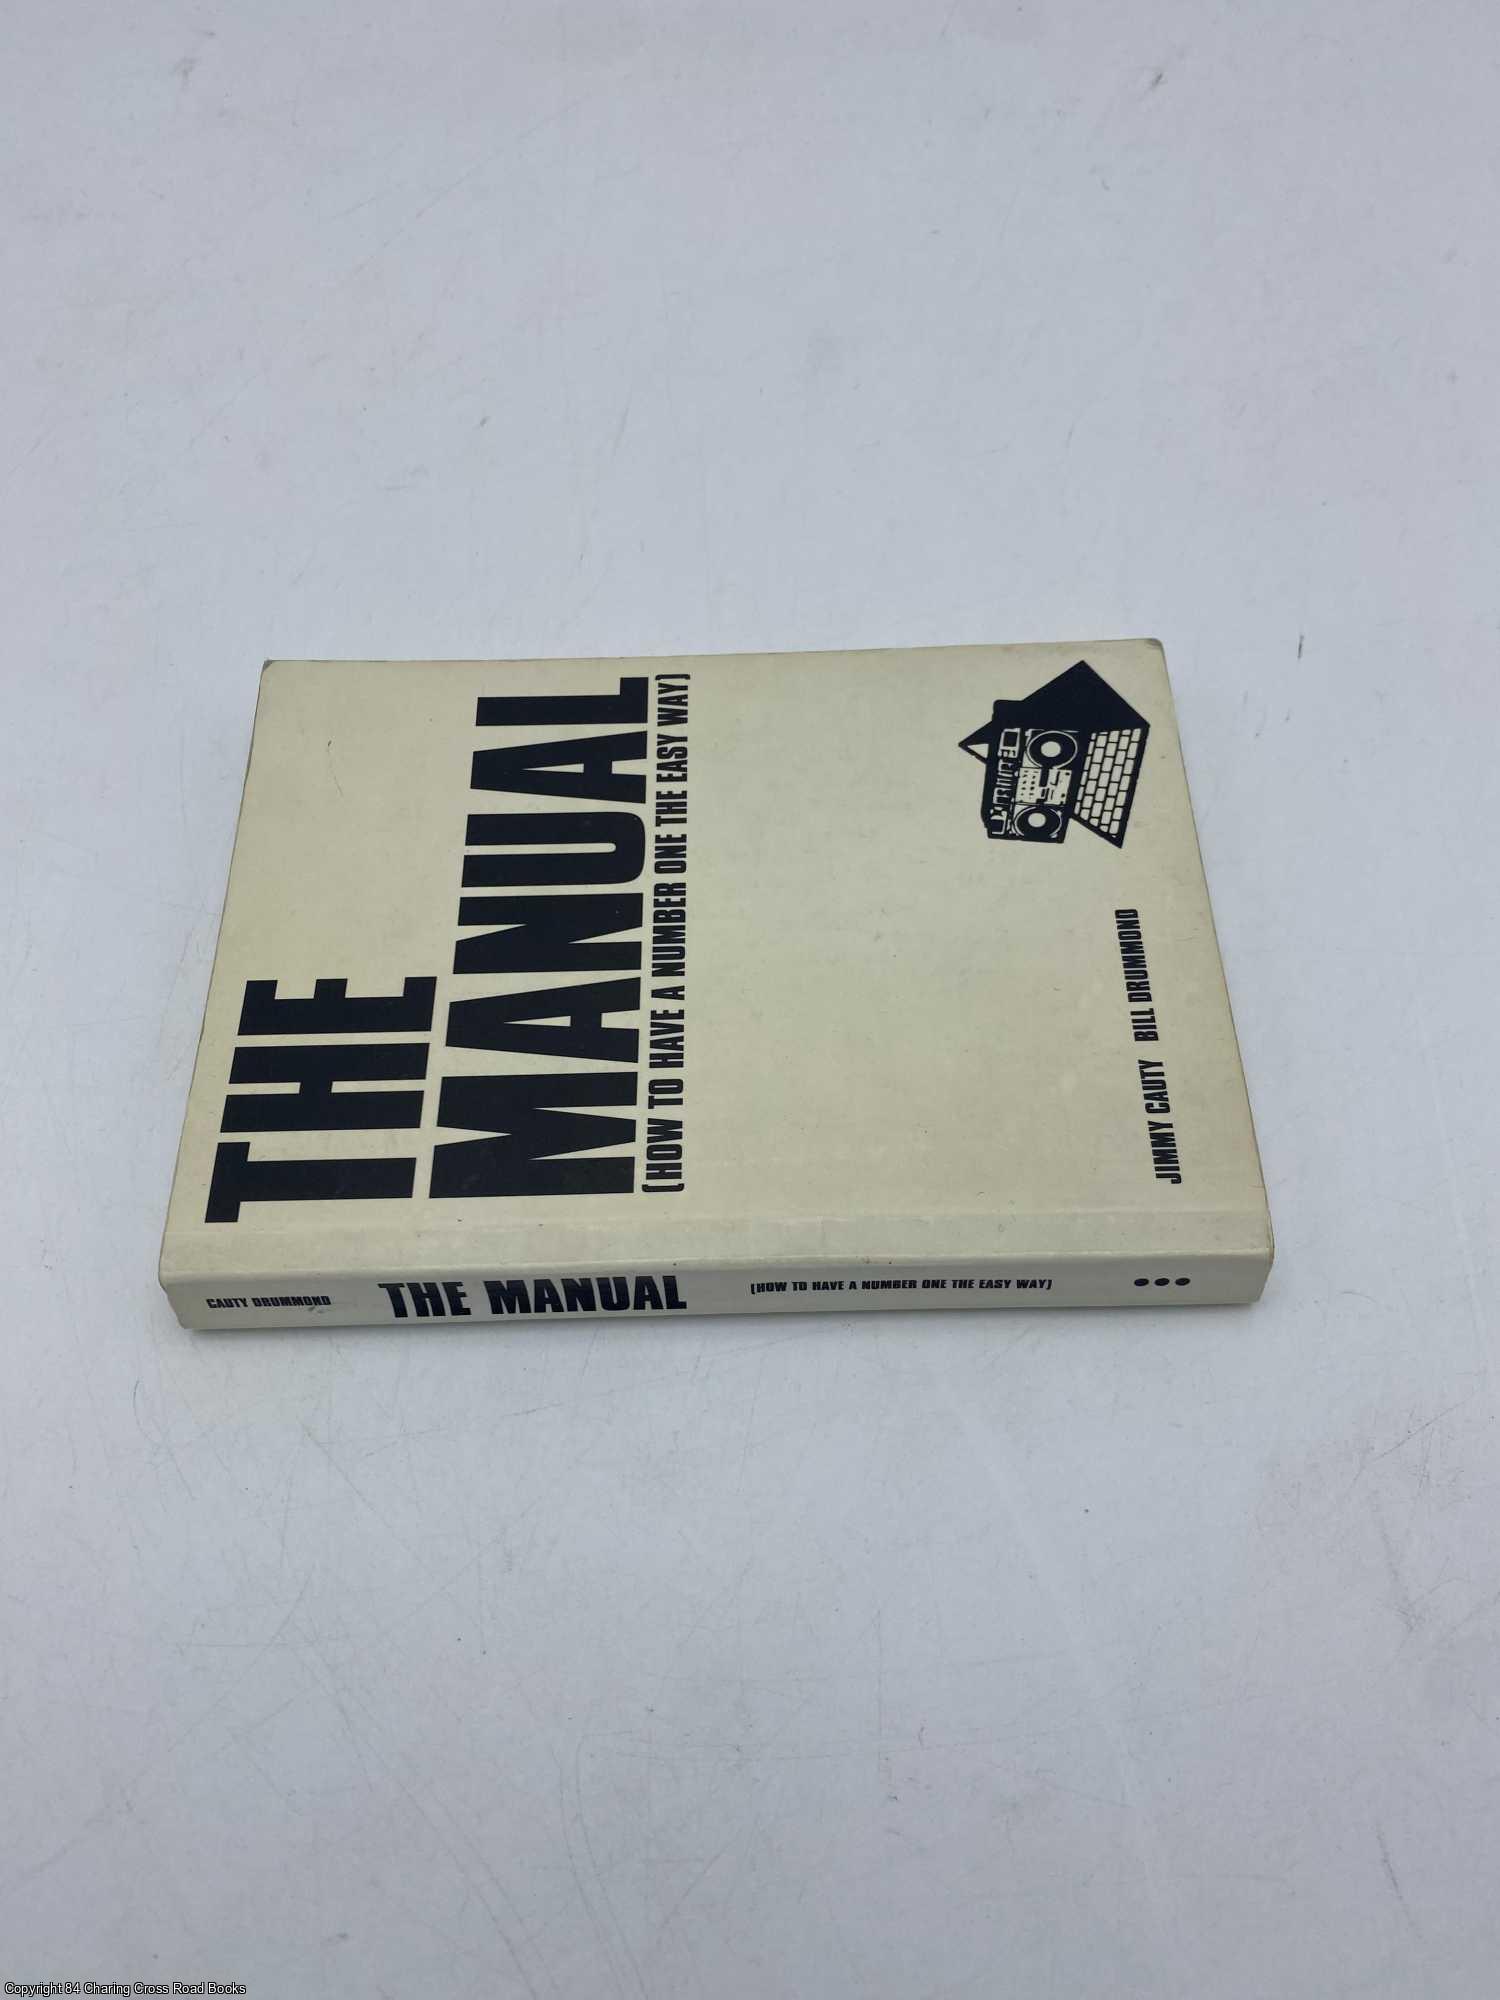 THE
MANUAL
(HOW TO HAVE A NUMBER ONE THE EASY WAY)
JIMMY CAUTY BILL DRUMMOND
CAUTY DRUMMOND THE MANUAL (HOW TO HAVE A NUMBER ONE THE EASY WAY)
Copyright 84 Charing Cross Road Books